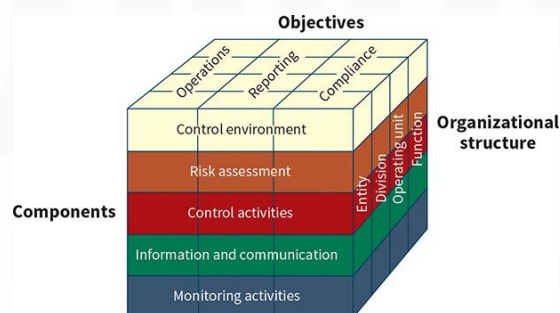 Objectives
Operations
Reporting
Compliance
Control environment
Risk assessment
Control activities
Information and communication
Monitoring activities
Components
Entity
Division
Operating unit
Function
Organizational
structure